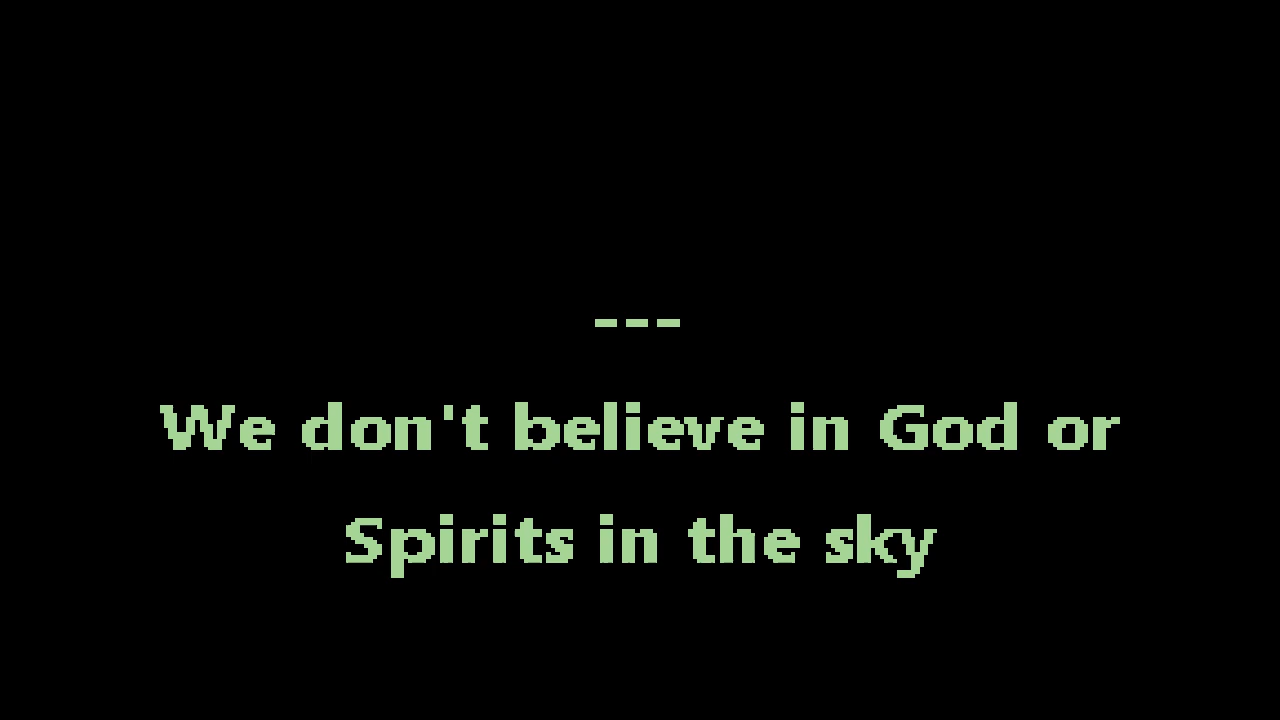 ---
We don't believe in God or
Spirits in the sky